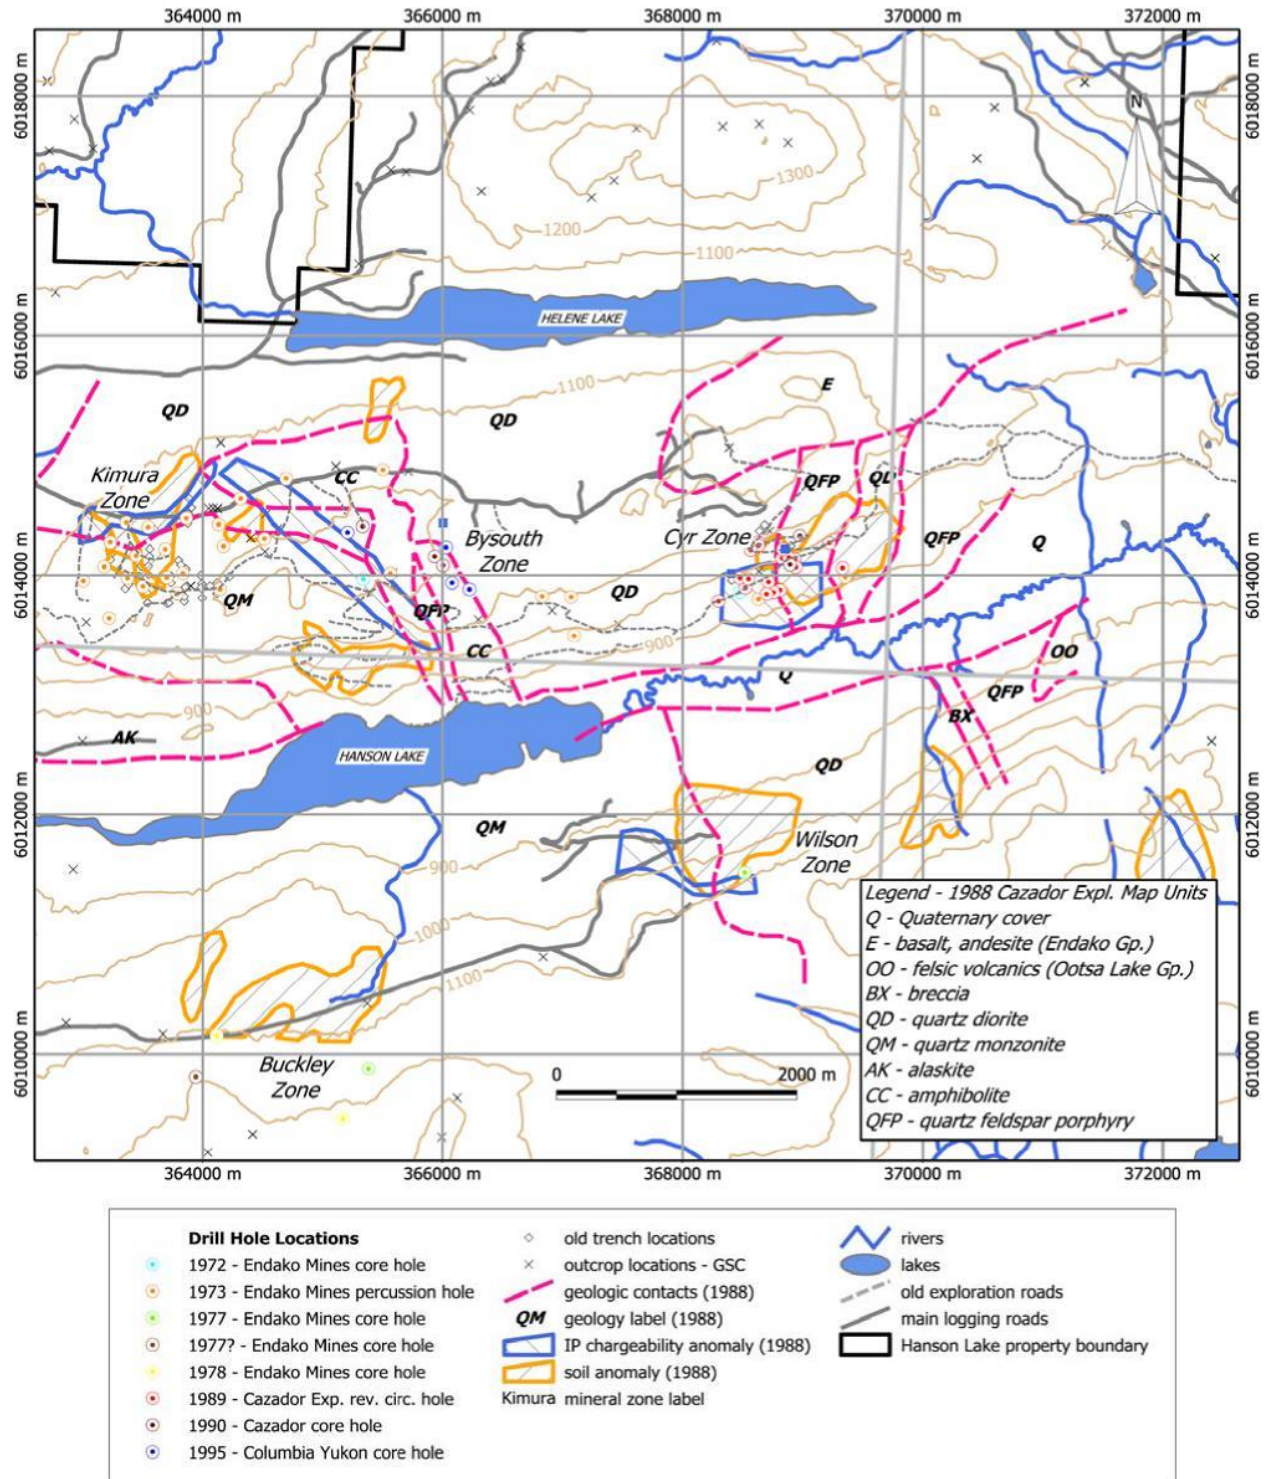 364000 m
366000 m
368000 m
370000 m
372000 m
6018000 m
6018000 m
N
1300
1200
1100
HELENE LAKE
6016000 m
6016000 m
1100
E
QD
QD
Kimura
Zone
CC
QFP
QD
Bysouth
Zone
Cyr Zone
QFP
Q
6014000 m
6014000 m
QM
QFP
QD
CC
900
Q
OO
QFP
BX
900
AK
HANSON LAKE
QD
6012000 m
6012000 m
QM
Wilson
Zone
900
1000
1100
Legend - 1988 Cazador Expl. Map Units
Q - Quaternary cover
E - basalt, andesite (Endako Gp.)
OO - felsic volcanics (Ootsa Lake Gp.)
BX - breccia
QD - quartz diorite
QM - quartz monzonite
AK - alaskite
CC - amphibolite
QFP - quartz feldspar porphyry
6010000 m
6010000 m
Buckley
Zone
0
2000 m
364000 m
366000 m
368000 m
370000 m
372000 m
Drill Hole Locations
1972 - Endako Mines core hole
1973 - Endako Mines percussion hole
1977 - Endako Mines core hole
1977? - Endako Mines core hole
1978 - Endako Mines core hole
1989 - Cazador Exp. rev. circ. hole
1990 - Cazador core hole
1995 - Columbia Yukon core hole
old trench locations
outcrop locations - GSC
geologic contacts (1988)
QM geology label (1988)
IP chargeability anomaly (1988)
soil anomaly (1988)
Kimura mineral zone label
rivers
lakes
old exploration roads
main logging roads
Hanson Lake property boundary